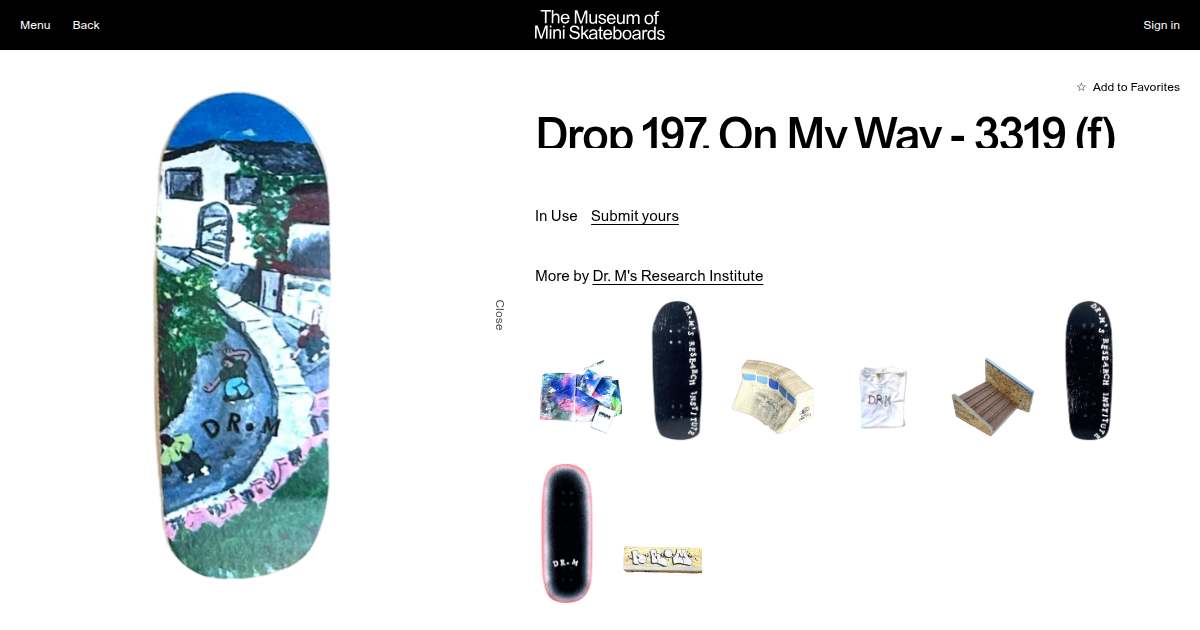 Menu
Back
The Museum of
Mini Skateboards
Sign in
☆ Add to Favorites
Drop 197. On My Way - 3319 (f)
In Use
Submit yours
More by Dr. M's Research Institute
Close
DR.M
DR.M'S RESEARCH INSTITUTE
DRM
DR.M'S RESEARCH INSTITUTE
DR.M
DR.M